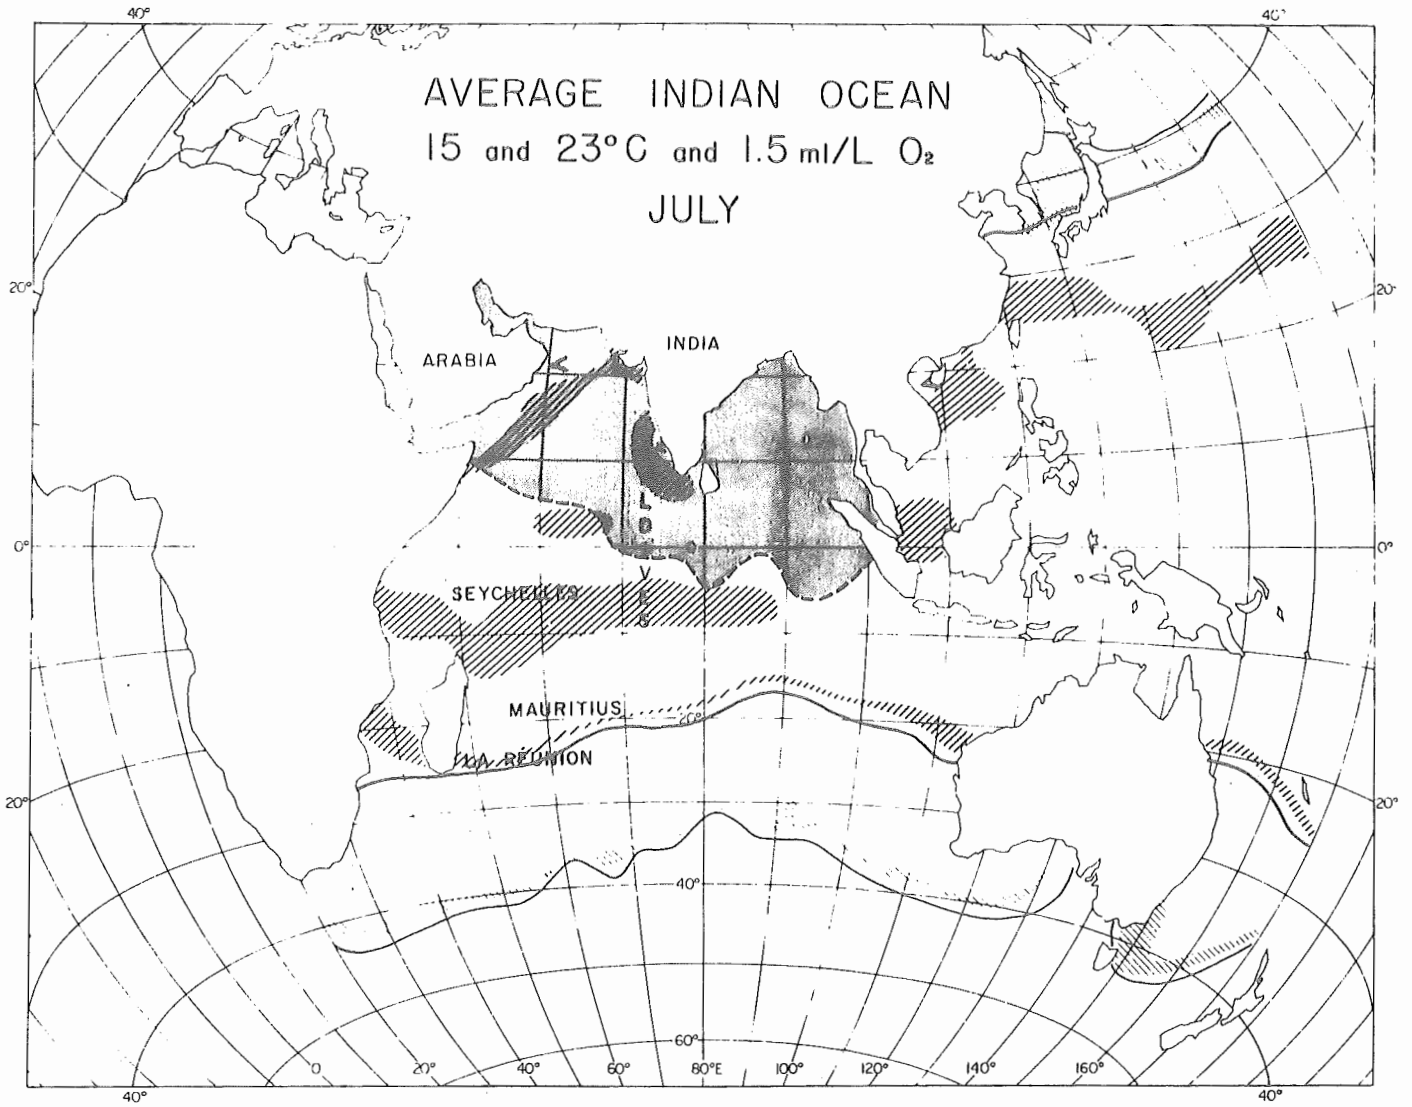 40° 40°
AVERAGE INDIAN OCEAN
15 and 23°C and 1.5 ml/L O₂
JULY
20° 20°
INDIA
ARABIA
MALDIVES
0° 0°
SEYCHELLES
MAURITIUS
20°
LA RÉUNION
20° 20°
40°
60°
0 20° 40° 60° 80°E 100° 120° 140° 160°
40° 40°